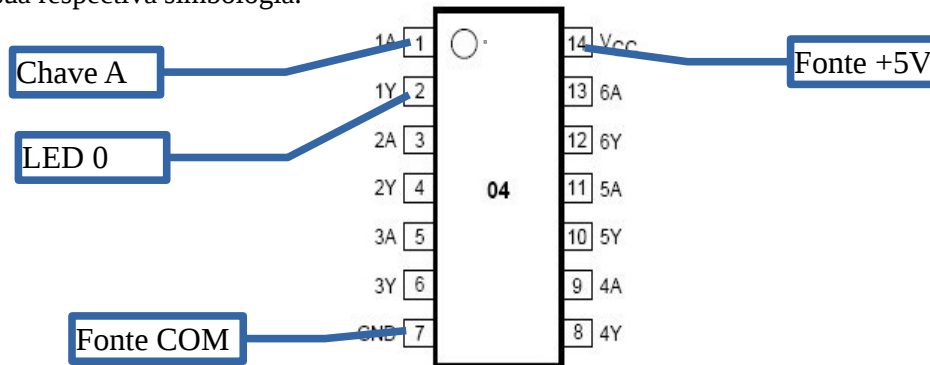 sua respectiva simbologia.
1A 1 14 VCC
Chave A
Fonte +5V
1Y 2 13 6A
2A 3 12 6Y
LED 0
2Y 4 04 11 5A
3A 5 10 5Y
3Y 6 9 4A
Fonte COM
GND 7 8 4Y